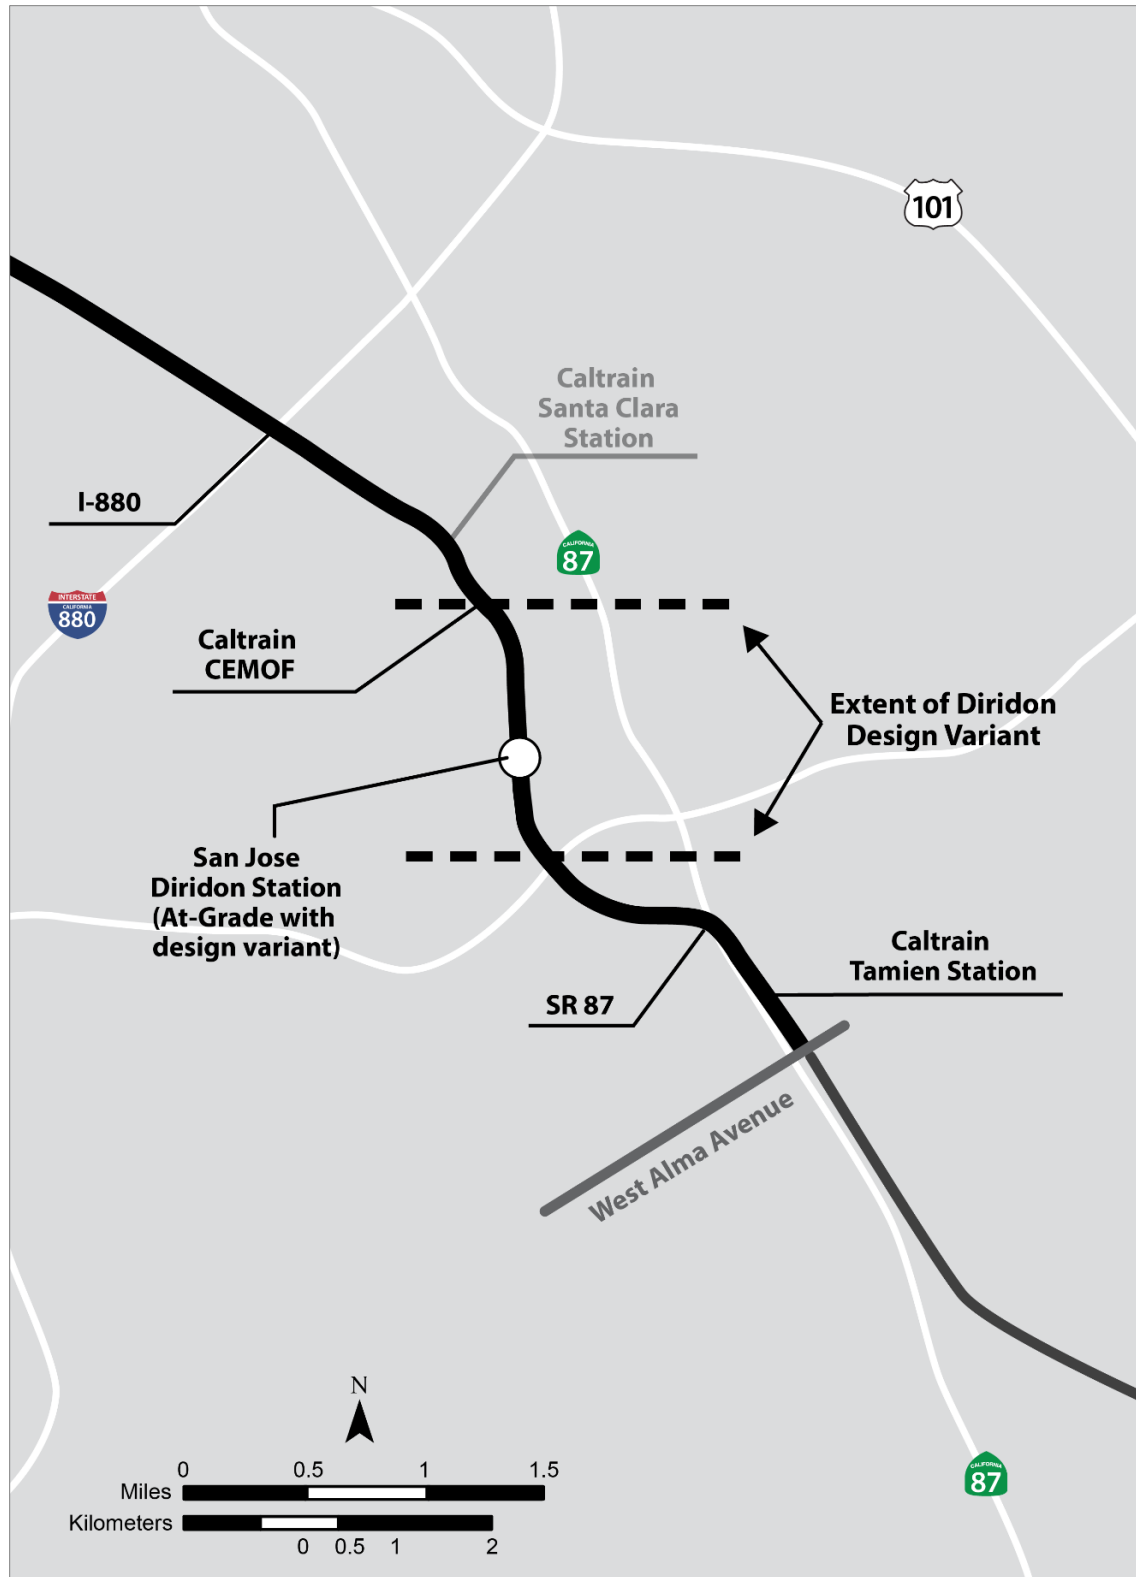 101
Caltrain
Santa Clara
Station
I-880
CALIFORNIA
87
INTERSTATE
CALIFORNIA
880
Caltrain
CEMOF
Extent of Diridon
Design Variant
San Jose
Diridon Station
(At-Grade with
design variant)
Caltrain
Tamien Station
SR 87
West Alma Avenue
N
0 0.5 1 1.5
Miles
Kilometers
0 0.5 1 2
CALIFORNIA
87